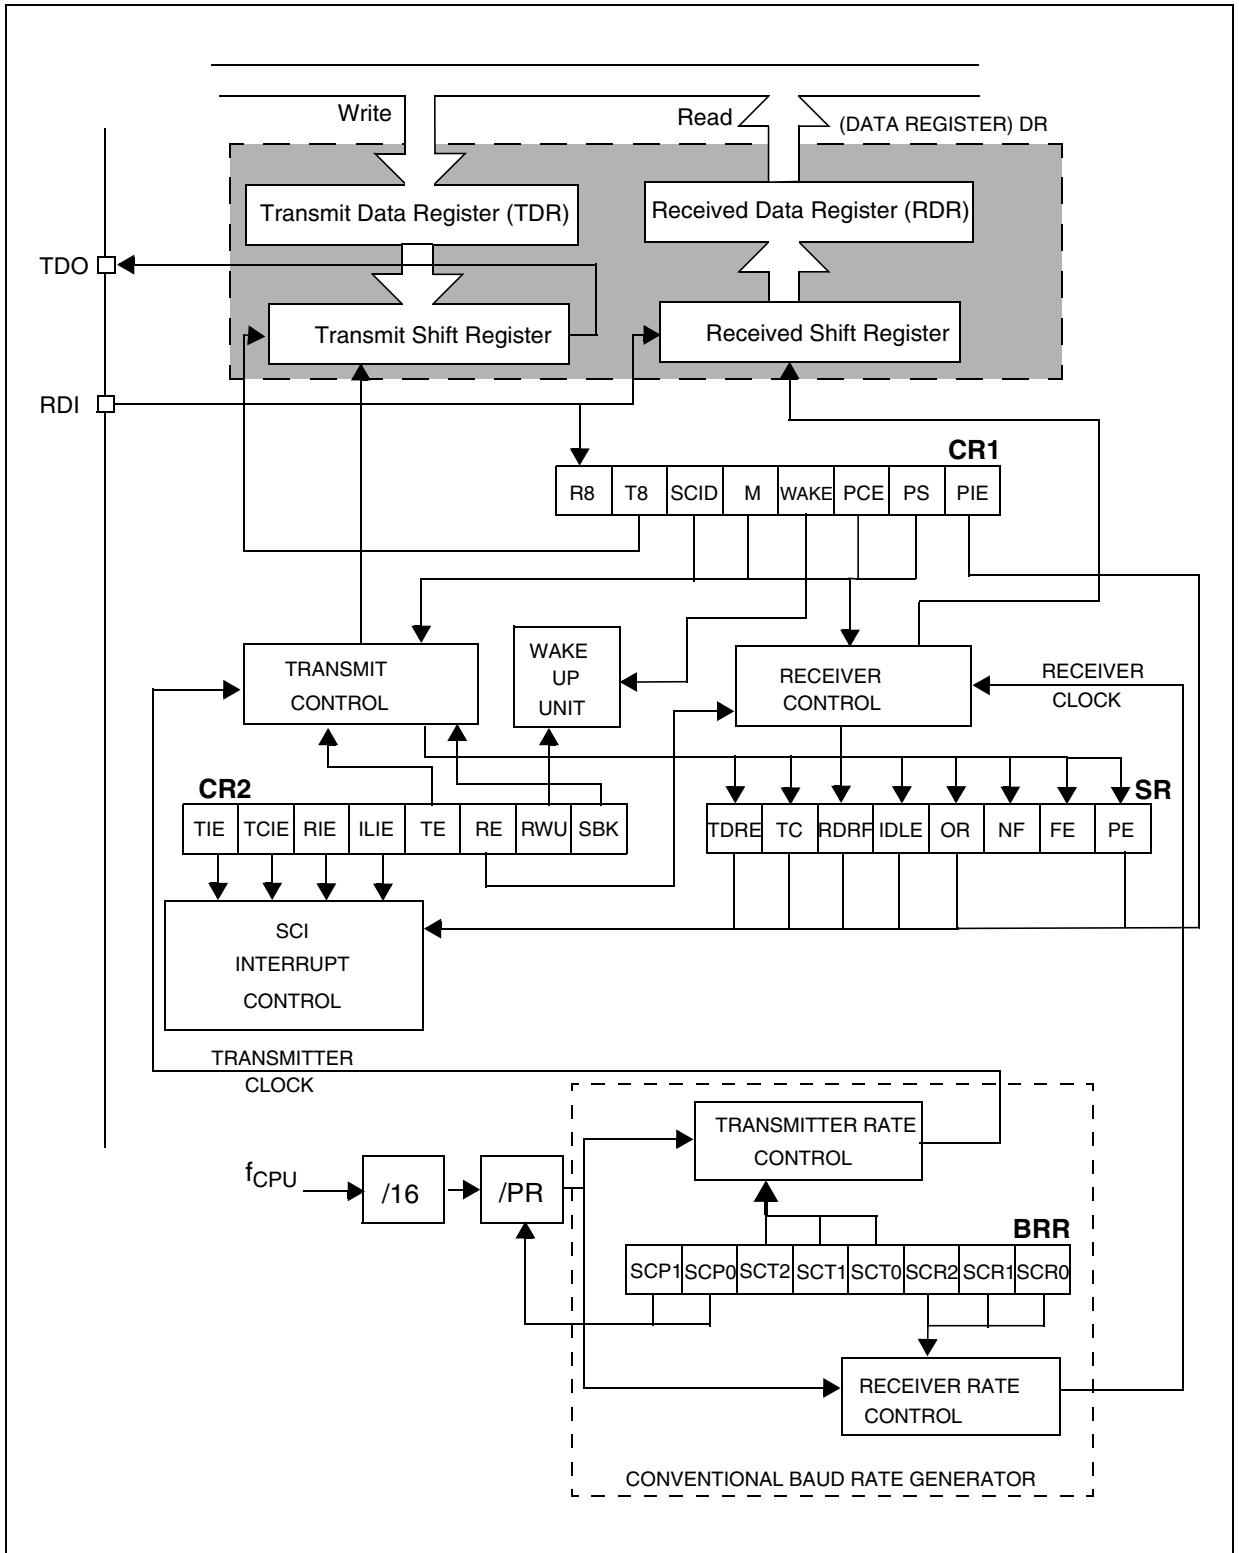 Write
Read
(DATA REGISTER) DR
Transmit Data Register (TDR)
Received Data Register (RDR)
TDO
Transmit Shift Register
Received Shift Register
RDI
CR1
R8 T8 SCID M WAKE PCE PS PIE
TRANSMIT
CONTROL
WAKE
UP
UNIT
RECEIVER
CONTROL
RECEIVER
CLOCK
CR2
TIE TCIE RIE ILIE TE RE RWU SBK
SR
TDRE TC RDRF IDLE OR NF FE PE
SCI
INTERRUPT
CONTROL
TRANSMITTER
CLOCK
TRANSMITTER RATE
CONTROL
fCPU
/16
/PR
BRR
SCP1 SCP0 SCT2 SCT1 SCT0 SCR2 SCR1 SCR0
RECEIVER RATE
CONTROL
CONVENTIONAL BAUD RATE GENERATOR